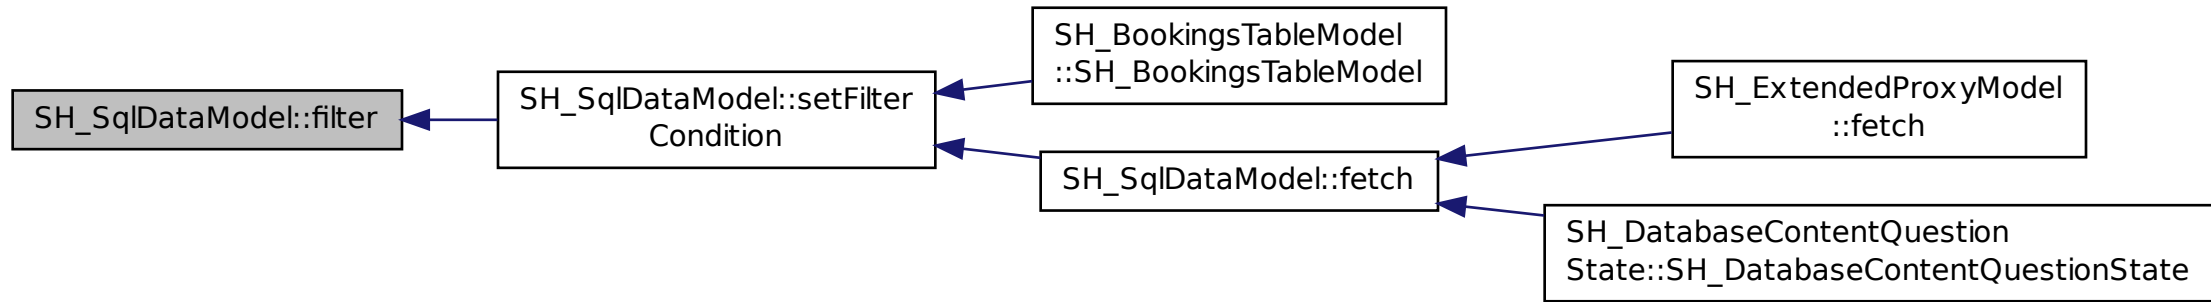 SH_SqlDataModel::filter
SH_SqlDataModel::setFilter
Condition
SH_BookingsTableModel
::SH_BookingsTableModel
SH_SqlDataModel::fetch
SH_ExtendedProxyModel
::fetch
SH_DatabaseContentQuestion
State::SH_DatabaseContentQuestionState